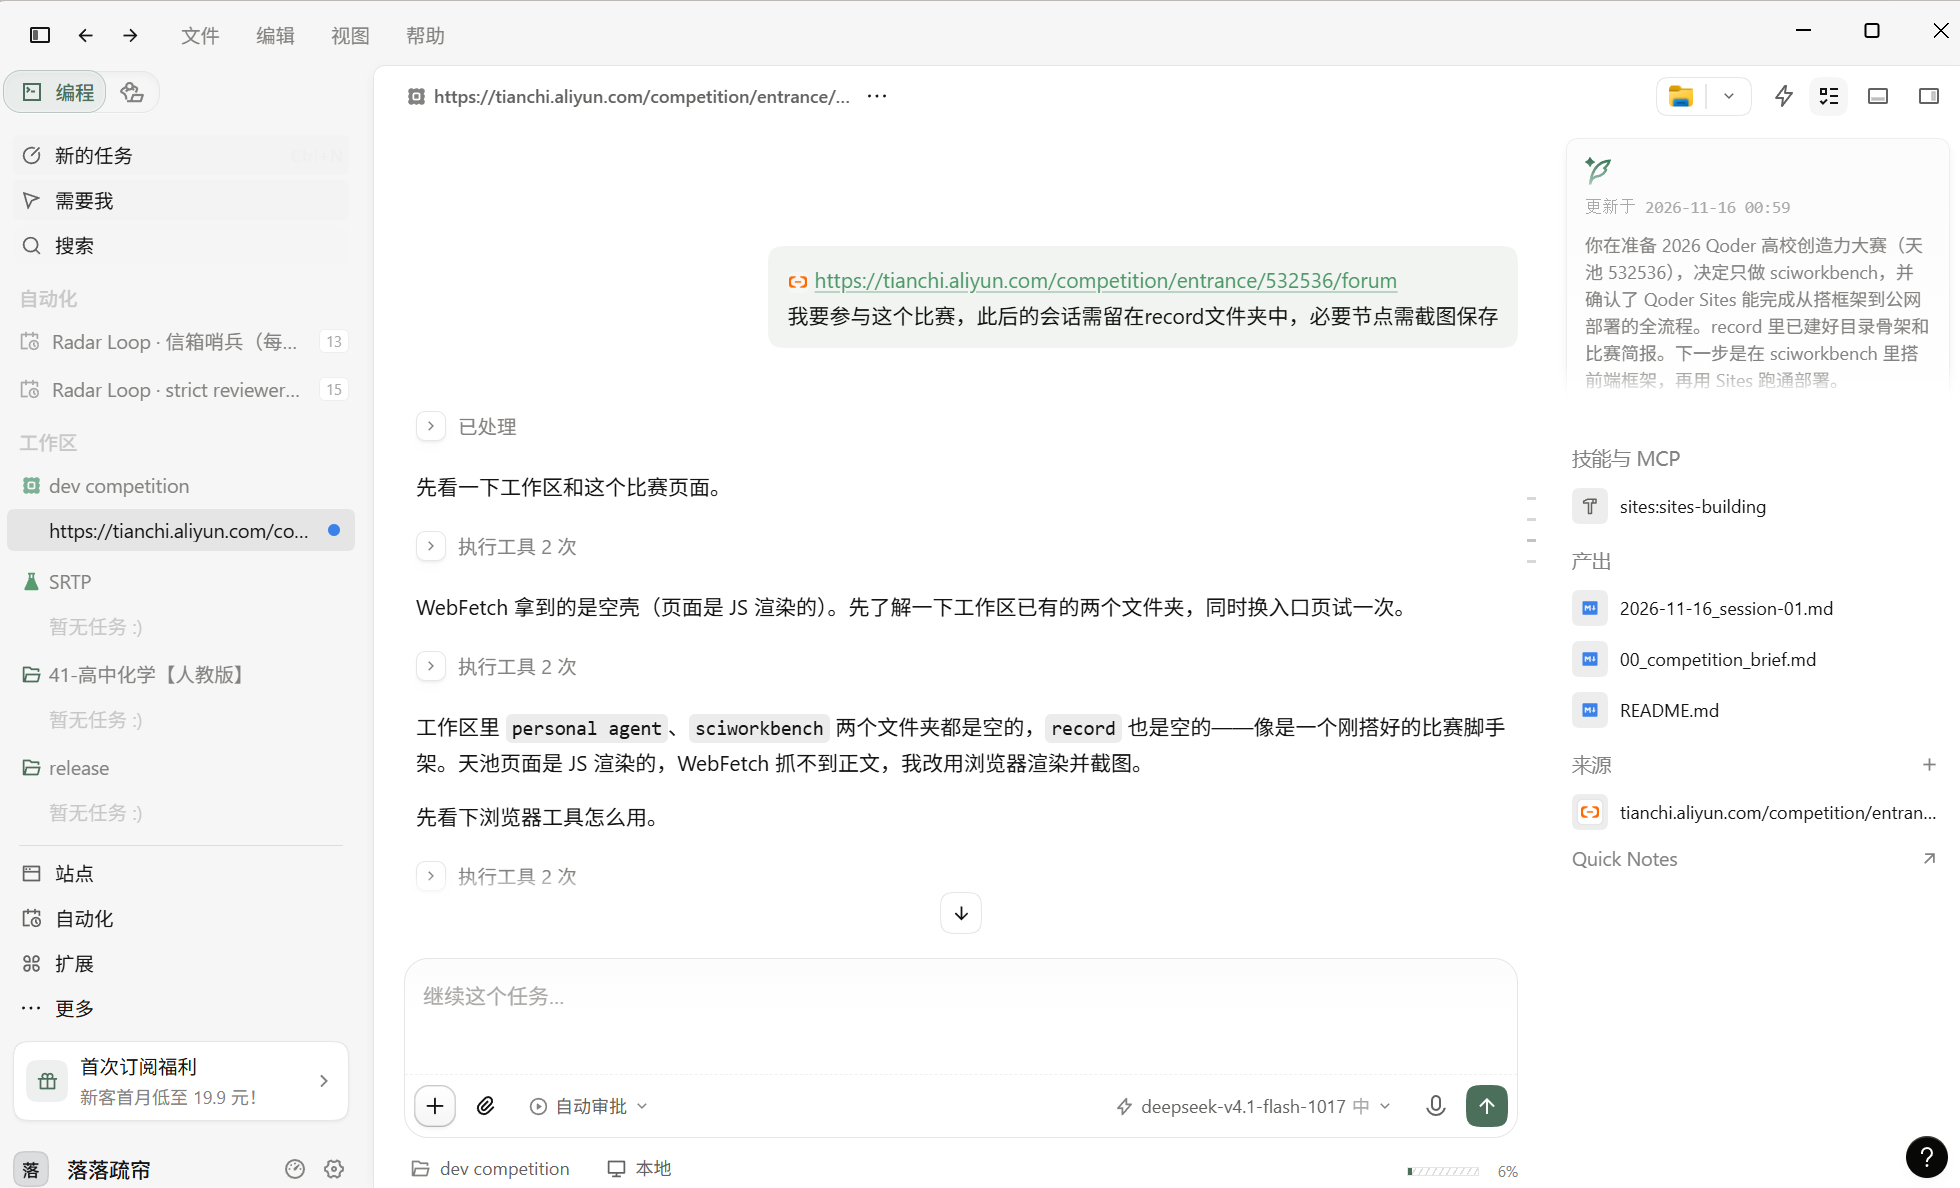 文件 编辑 视图 帮助
编程
新的任务
需要我
搜索
自动化
Radar Loop · 信箱哨兵（每... 13
Radar Loop · strict reviewer... 15
工作区
dev competition
https://tianchi.aliyun.com/co...
SRTP
暂无任务 :)
41-高中化学【人教版】
暂无任务 :)
release
暂无任务 :)
站点
自动化
扩展
更多
首次订阅福利
新客首月低至 19.9 元！
落 落落疏帘
https://tianchi.aliyun.com/competition/entrance/...
https://tianchi.aliyun.com/competition/entrance/532536/forum
我要参与这个比赛，此后的会话需留在record文件夹中，必要节点需截图保存
已处理
先看一下工作区和这个比赛页面。
执行工具 2 次
WebFetch 拿到的是空壳（页面是 JS 渲染的）。先了解一下工作区已有的两个文件夹，同时换入口页试一次。
执行工具 2 次
工作区里 personal agent、sciworkbench 两个文件夹都是空的，record 也是空的——像是一个刚搭好的比赛脚手
架。天池页面是 JS 渲染的，WebFetch 抓不到正文，我改用浏览器渲染并截图。
先看下浏览器工具怎么用。
执行工具 2 次
继续这个任务...
自动审批
deepseek-v4.1-flash-1017 中
dev competition 本地 6%
更新于 2026-11-16 00:59
你在准备 2026 Qoder 高校创造力大赛（天
池 532536），决定只做 sciworkbench，并
确认了 Qoder Sites 能完成从搭框架到公网
部署的全流程。record 里已建好目录骨架和
比赛简报。下一步是在 sciworkbench 里搭
前端框架，再用 Sites 跑通部署。
技能与 MCP
sites:sites-building
产出
2026-11-16_session-01.md
00_competition_brief.md
README.md
来源
tianchi.aliyun.com/competition/entran...
Quick Notes
?